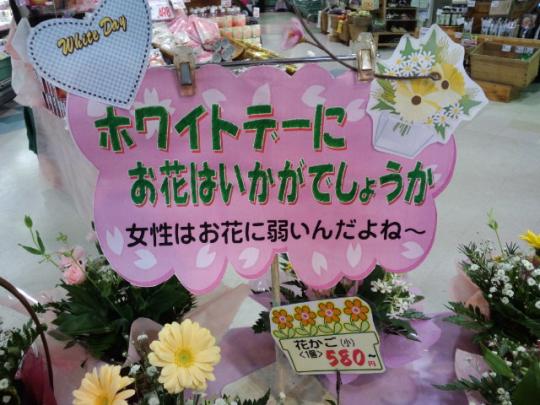 White Day
ホワイトデーに
お花はいかがでしょうか
女性はお花に弱いんだよね～
花かご(小)
<1個> 580円～